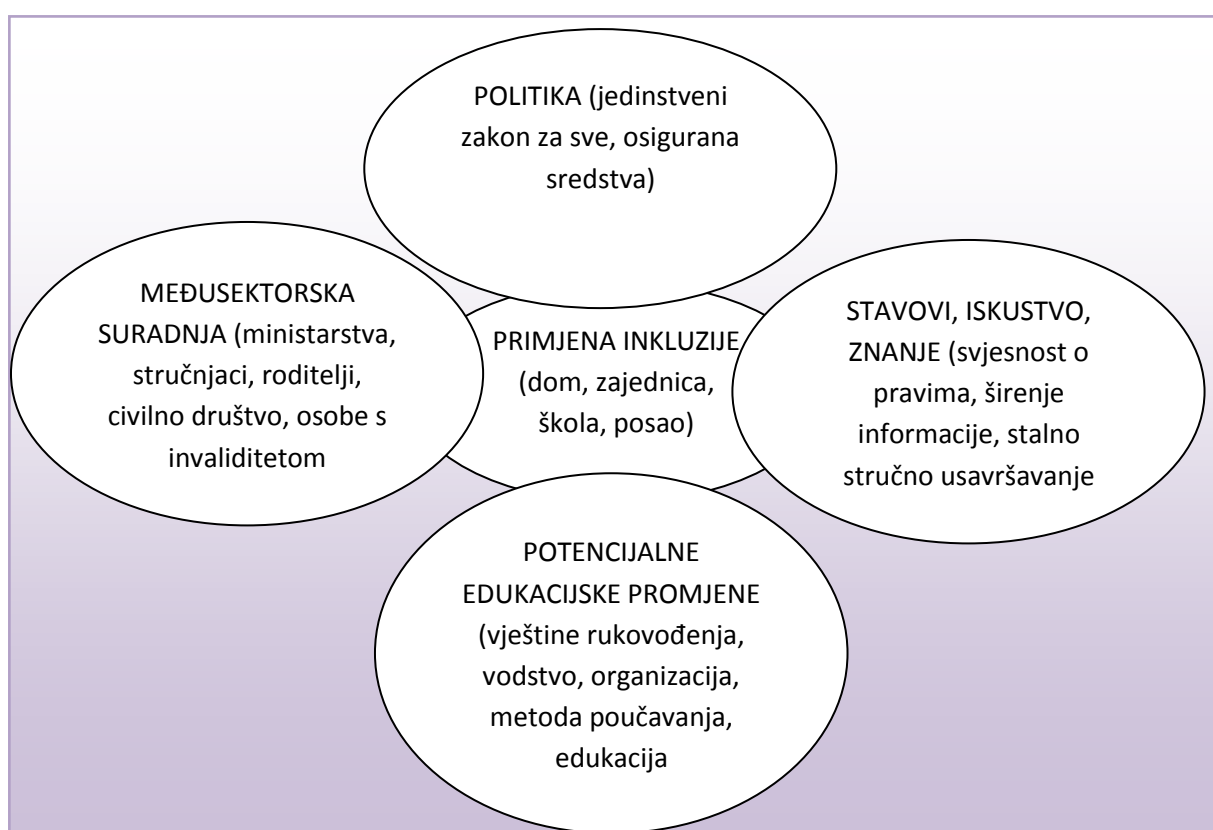 POLITIKA (jedinstveni
zakon za sve, osigurana
sredstva)
MEĐUSEKTORSKA
SURADNJA (ministarstva,
stručnjaci, roditelji,
civilno društvo, osobe s
invaliditetom
PRIMJENA INKLUZIJE
(dom, zajednica,
škola, posao)
STAVOVI, ISKUSTVO,
ZNANJE (svjesnost o
pravima, širenje
informacije, stalno
stručno usavršavanje
POTENCIJALNE
EDUKACIJSKE PROMJENE
(vještine rukovođenja,
vodstvo, organizacija,
metoda poučavanja,
edukacija